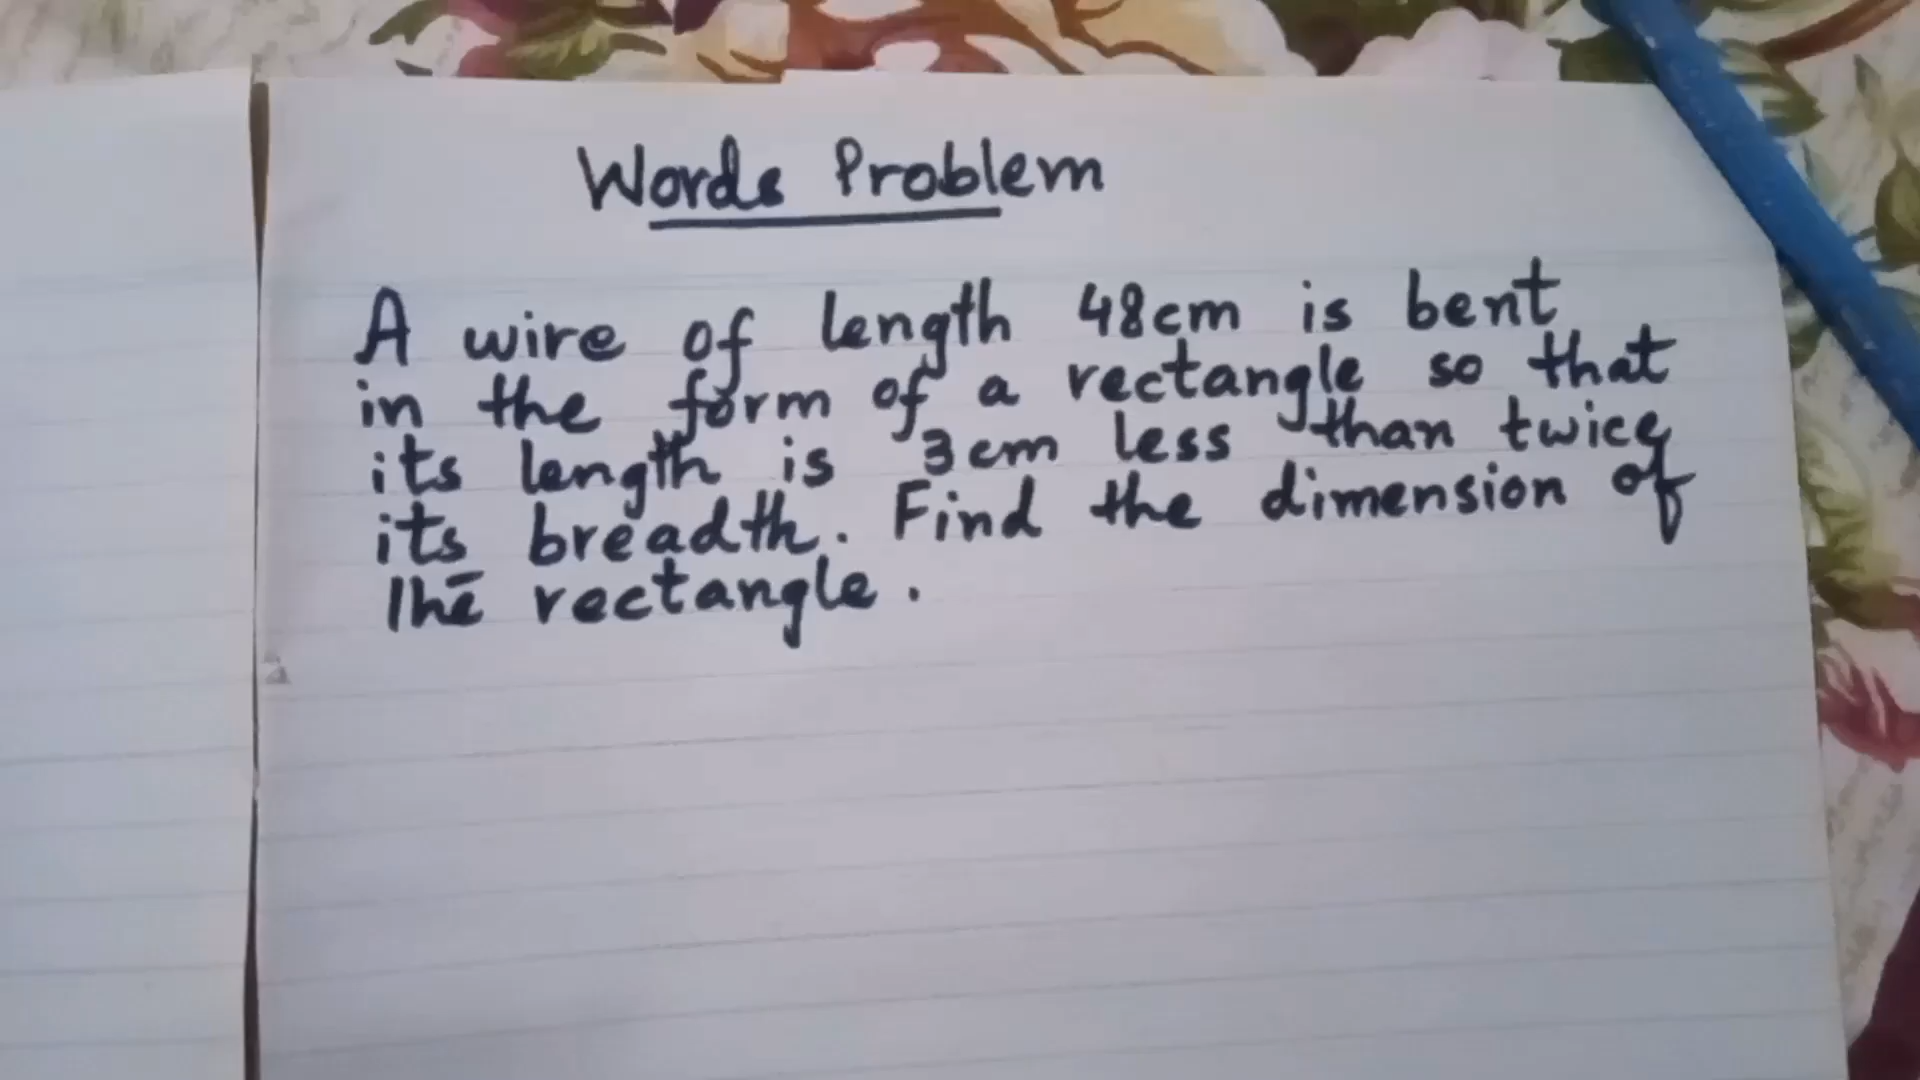 Words Problem
A wire of length 48cm is bent
in the form of a rectangle so that
its length is 3cm less than twice
its breadth. Find the dimension of
the rectangle.